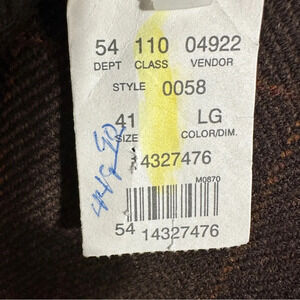 54 110 04922
DEPT CLASS VENDOR
STYLE 0058
41 LG
SIZE COLOR/DIM.
14327476
M0870
54 14327476